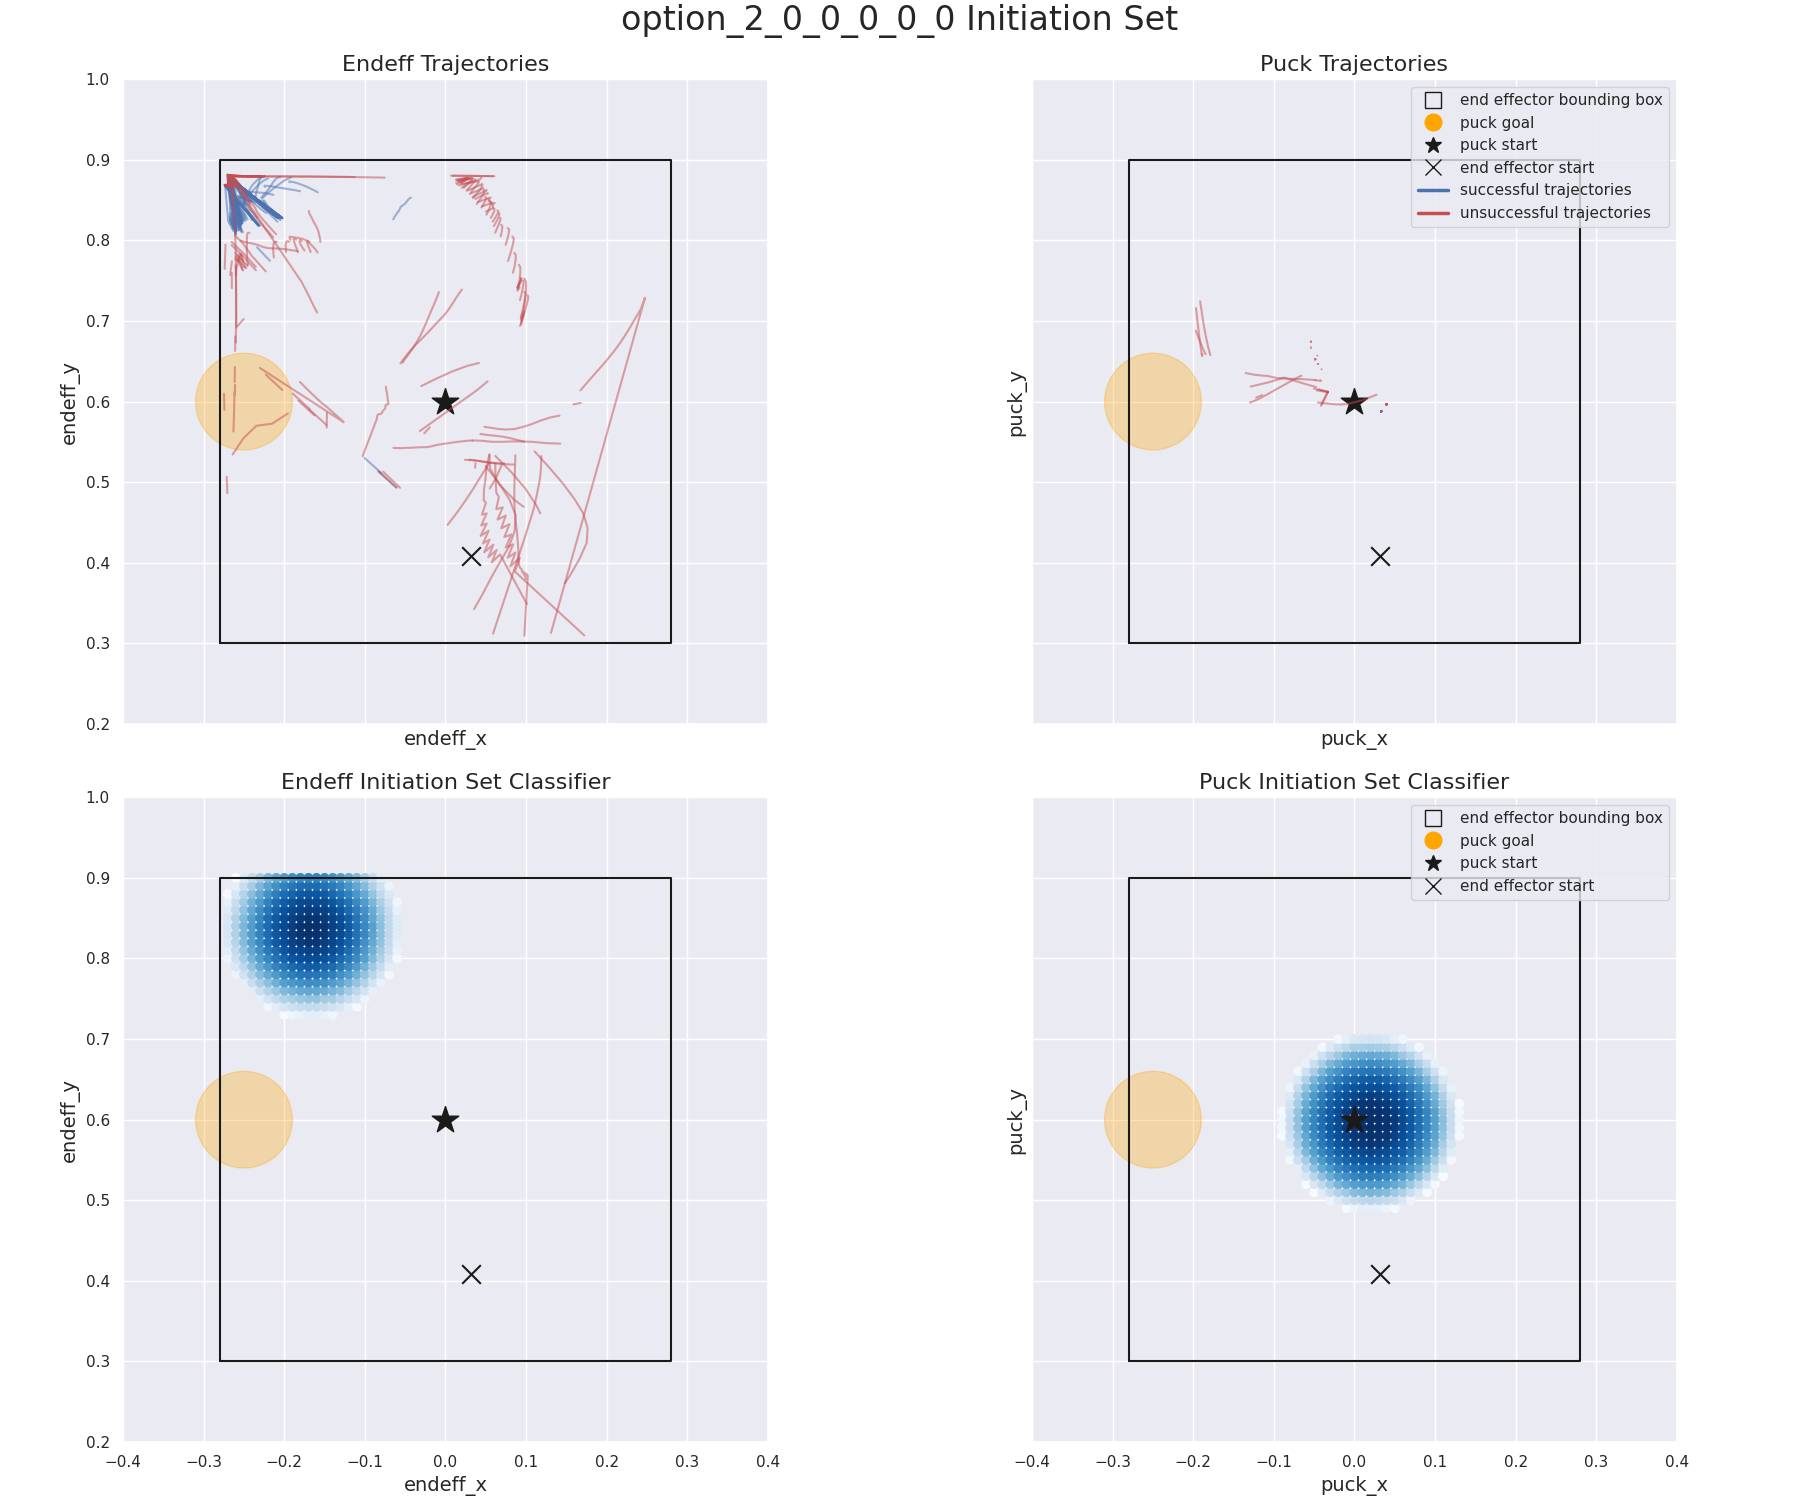 option_2_0_0_0_0_0 Initiation Set
Endeff Trajectories
1.0
0.9
0.8
0.7
0.6
0.5
0.4
0.3
0.2
endeff_y
endeff_x
Puck Trajectories
end effector bounding box
puck goal
puck start
end effector start
successful trajectories
unsuccessful trajectories
puck_y
puck_x
Endeff Initiation Set Classifier
1.0
0.9
0.8
0.7
0.6
0.5
0.4
0.3
0.2
endeff_y
−0.4 −0.3 −0.2 −0.1 0.0 0.1 0.2 0.3 0.4
endeff_x
Puck Initiation Set Classifier
end effector bounding box
puck goal
puck start
end effector start
puck_y
−0.4 −0.3 −0.2 −0.1 0.0 0.1 0.2 0.3 0.4
puck_x